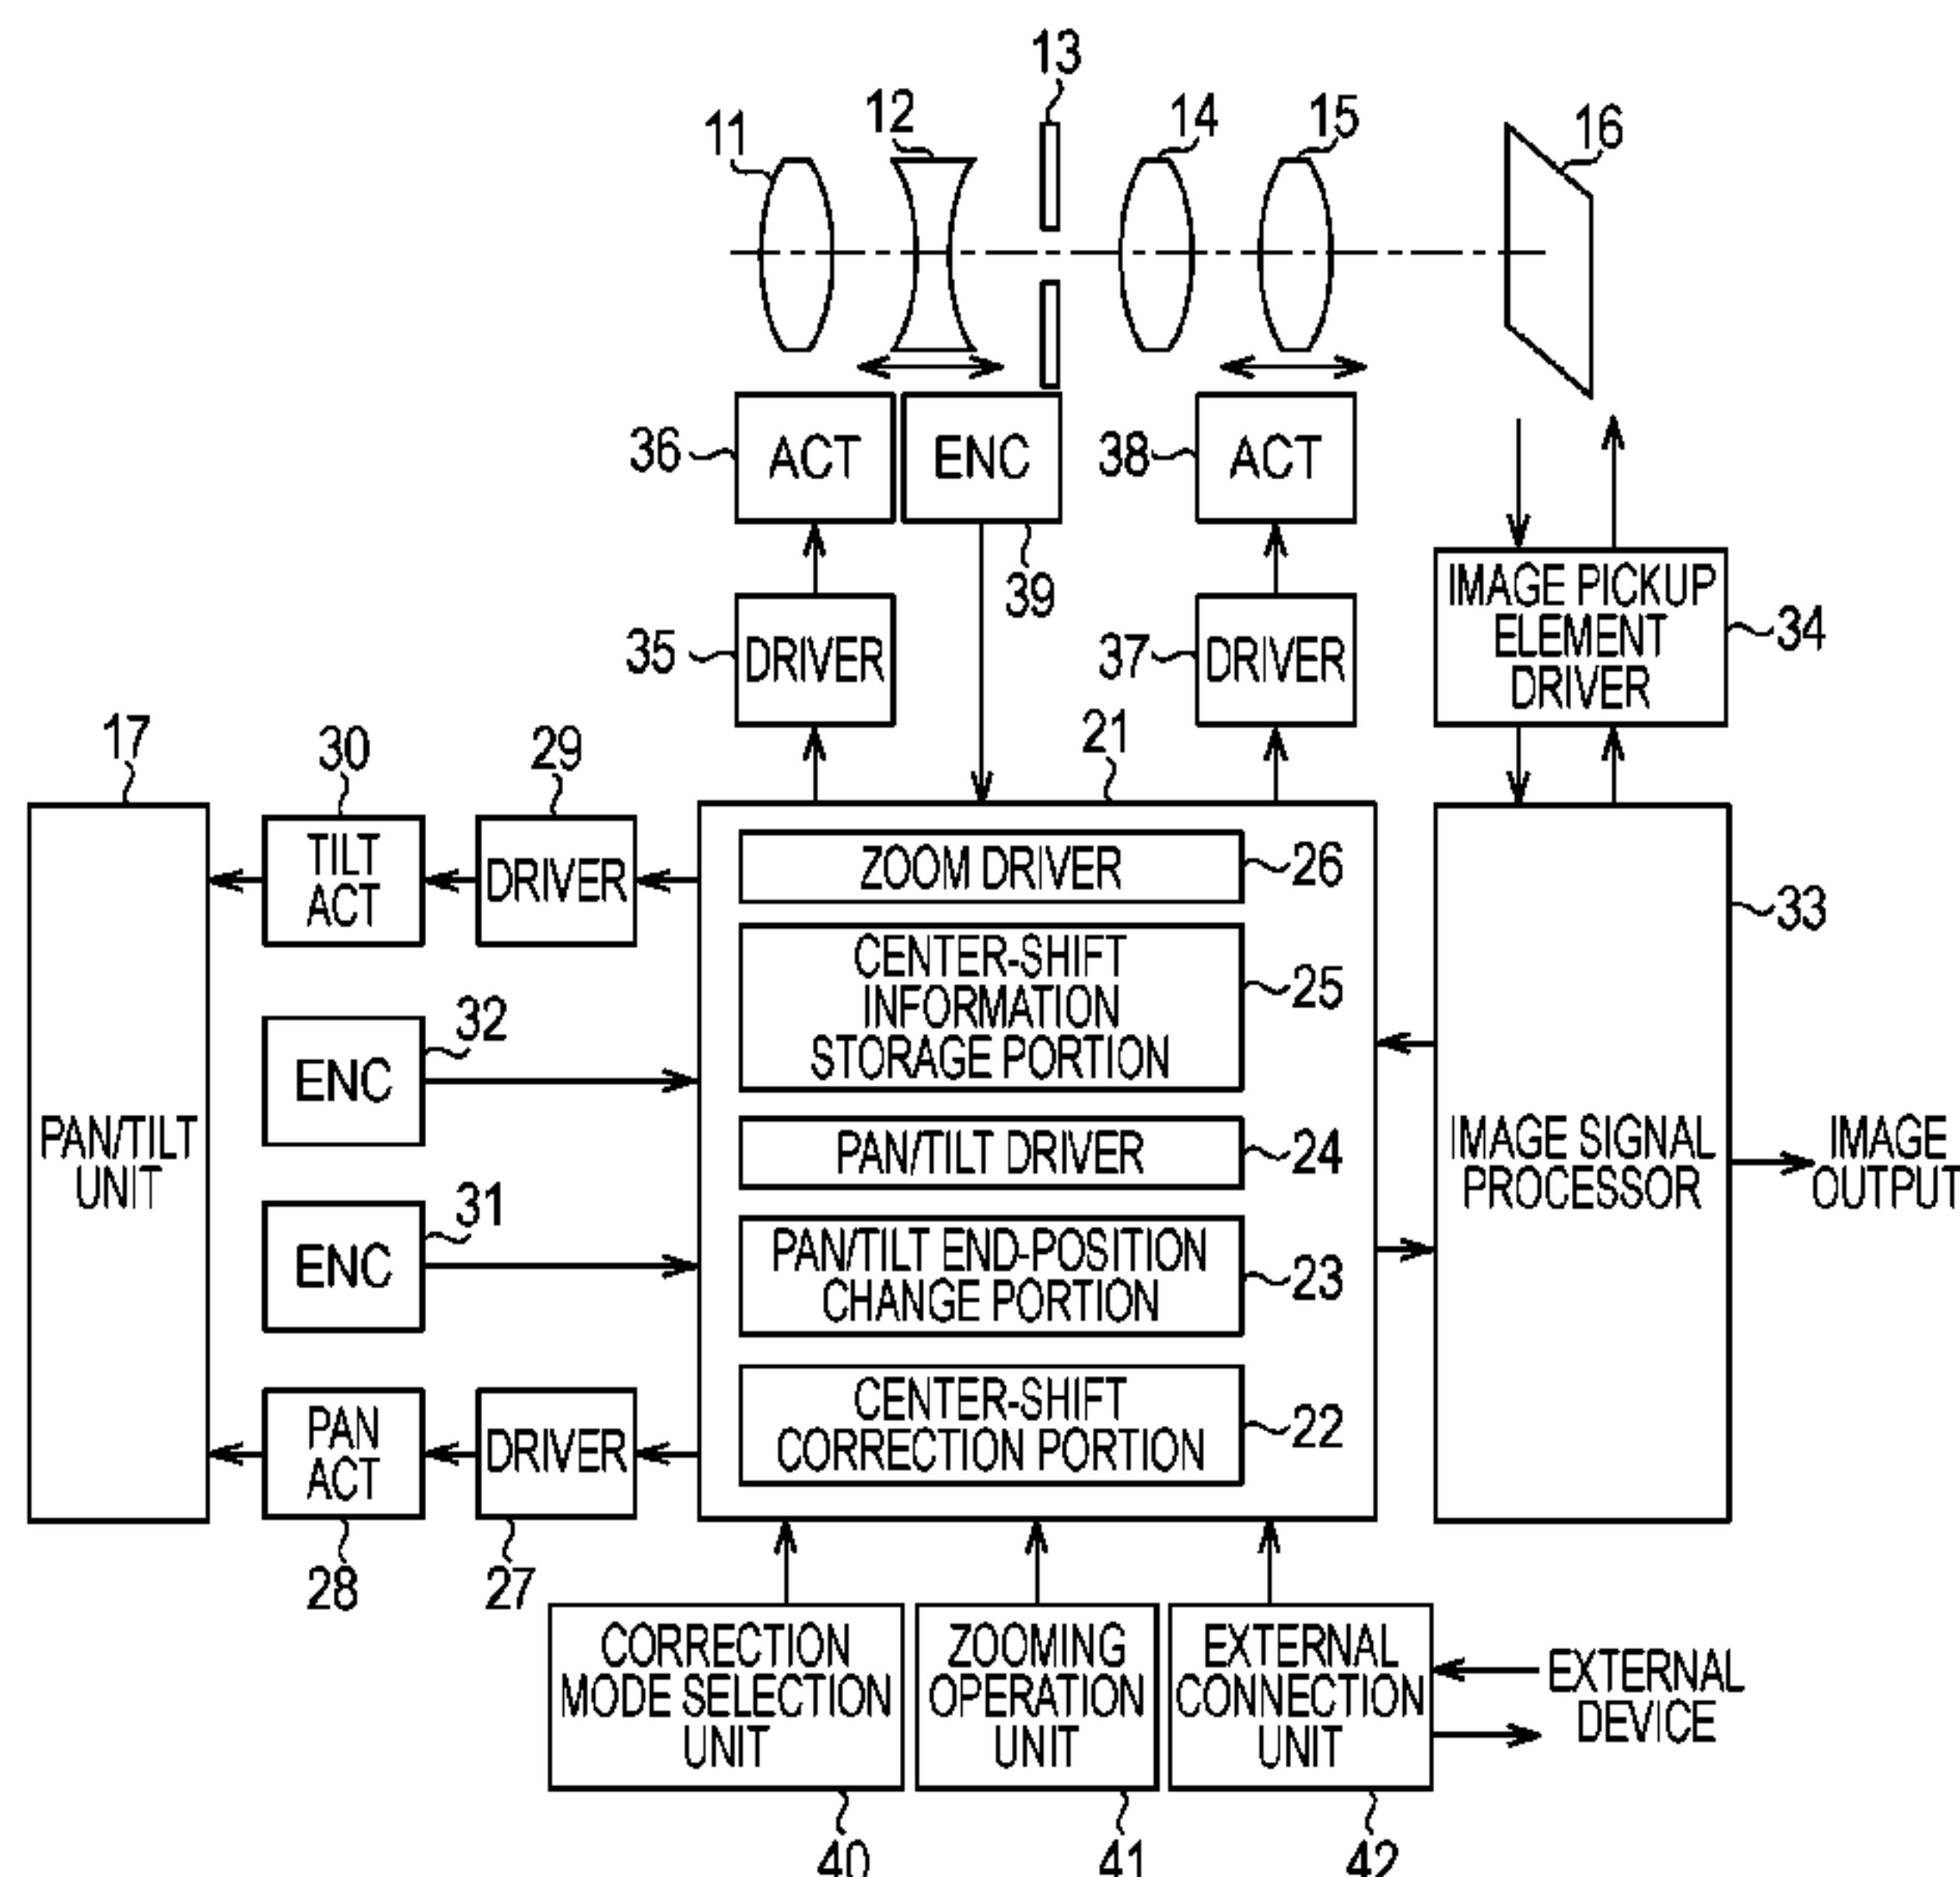 13
12
14
15
16
11
36
ACT
ENC
38
ACT
39
IMAGE PICKUP
ELEMENT
DRIVER
34
35
DRIVER
37
DRIVER
17
30
29
21
TILT
ACT
DRIVER
ZOOM DRIVER
26
33
CENTER-SHIFT
INFORMATION
STORAGE PORTION
25
32
ENC
PAN/TILT
UNIT
PAN/TILT DRIVER
24
IMAGE SIGNAL
PROCESSOR
IMAGE
OUTPUT
31
ENC
PAN/TILT END-POSITION
CHANGE PORTION
23
PAN
ACT
DRIVER
CENTER-SHIFT
CORRECTION PORTION
22
28
27
CORRECTION
MODE SELECTION
UNIT
ZOOMING
OPERATION
UNIT
EXTERNAL
CONNECTION
UNIT
EXTERNAL
DEVICE
40
41
42